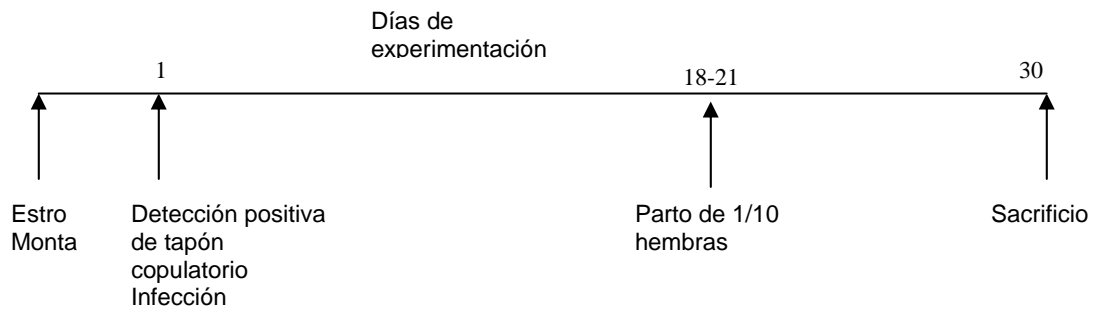 Días de
experimentación
1
18-21
30
Estro
Monta
Detección positiva
de tapón
copulatorio
Infección
Parto de 1/10
hembras
Sacrificio